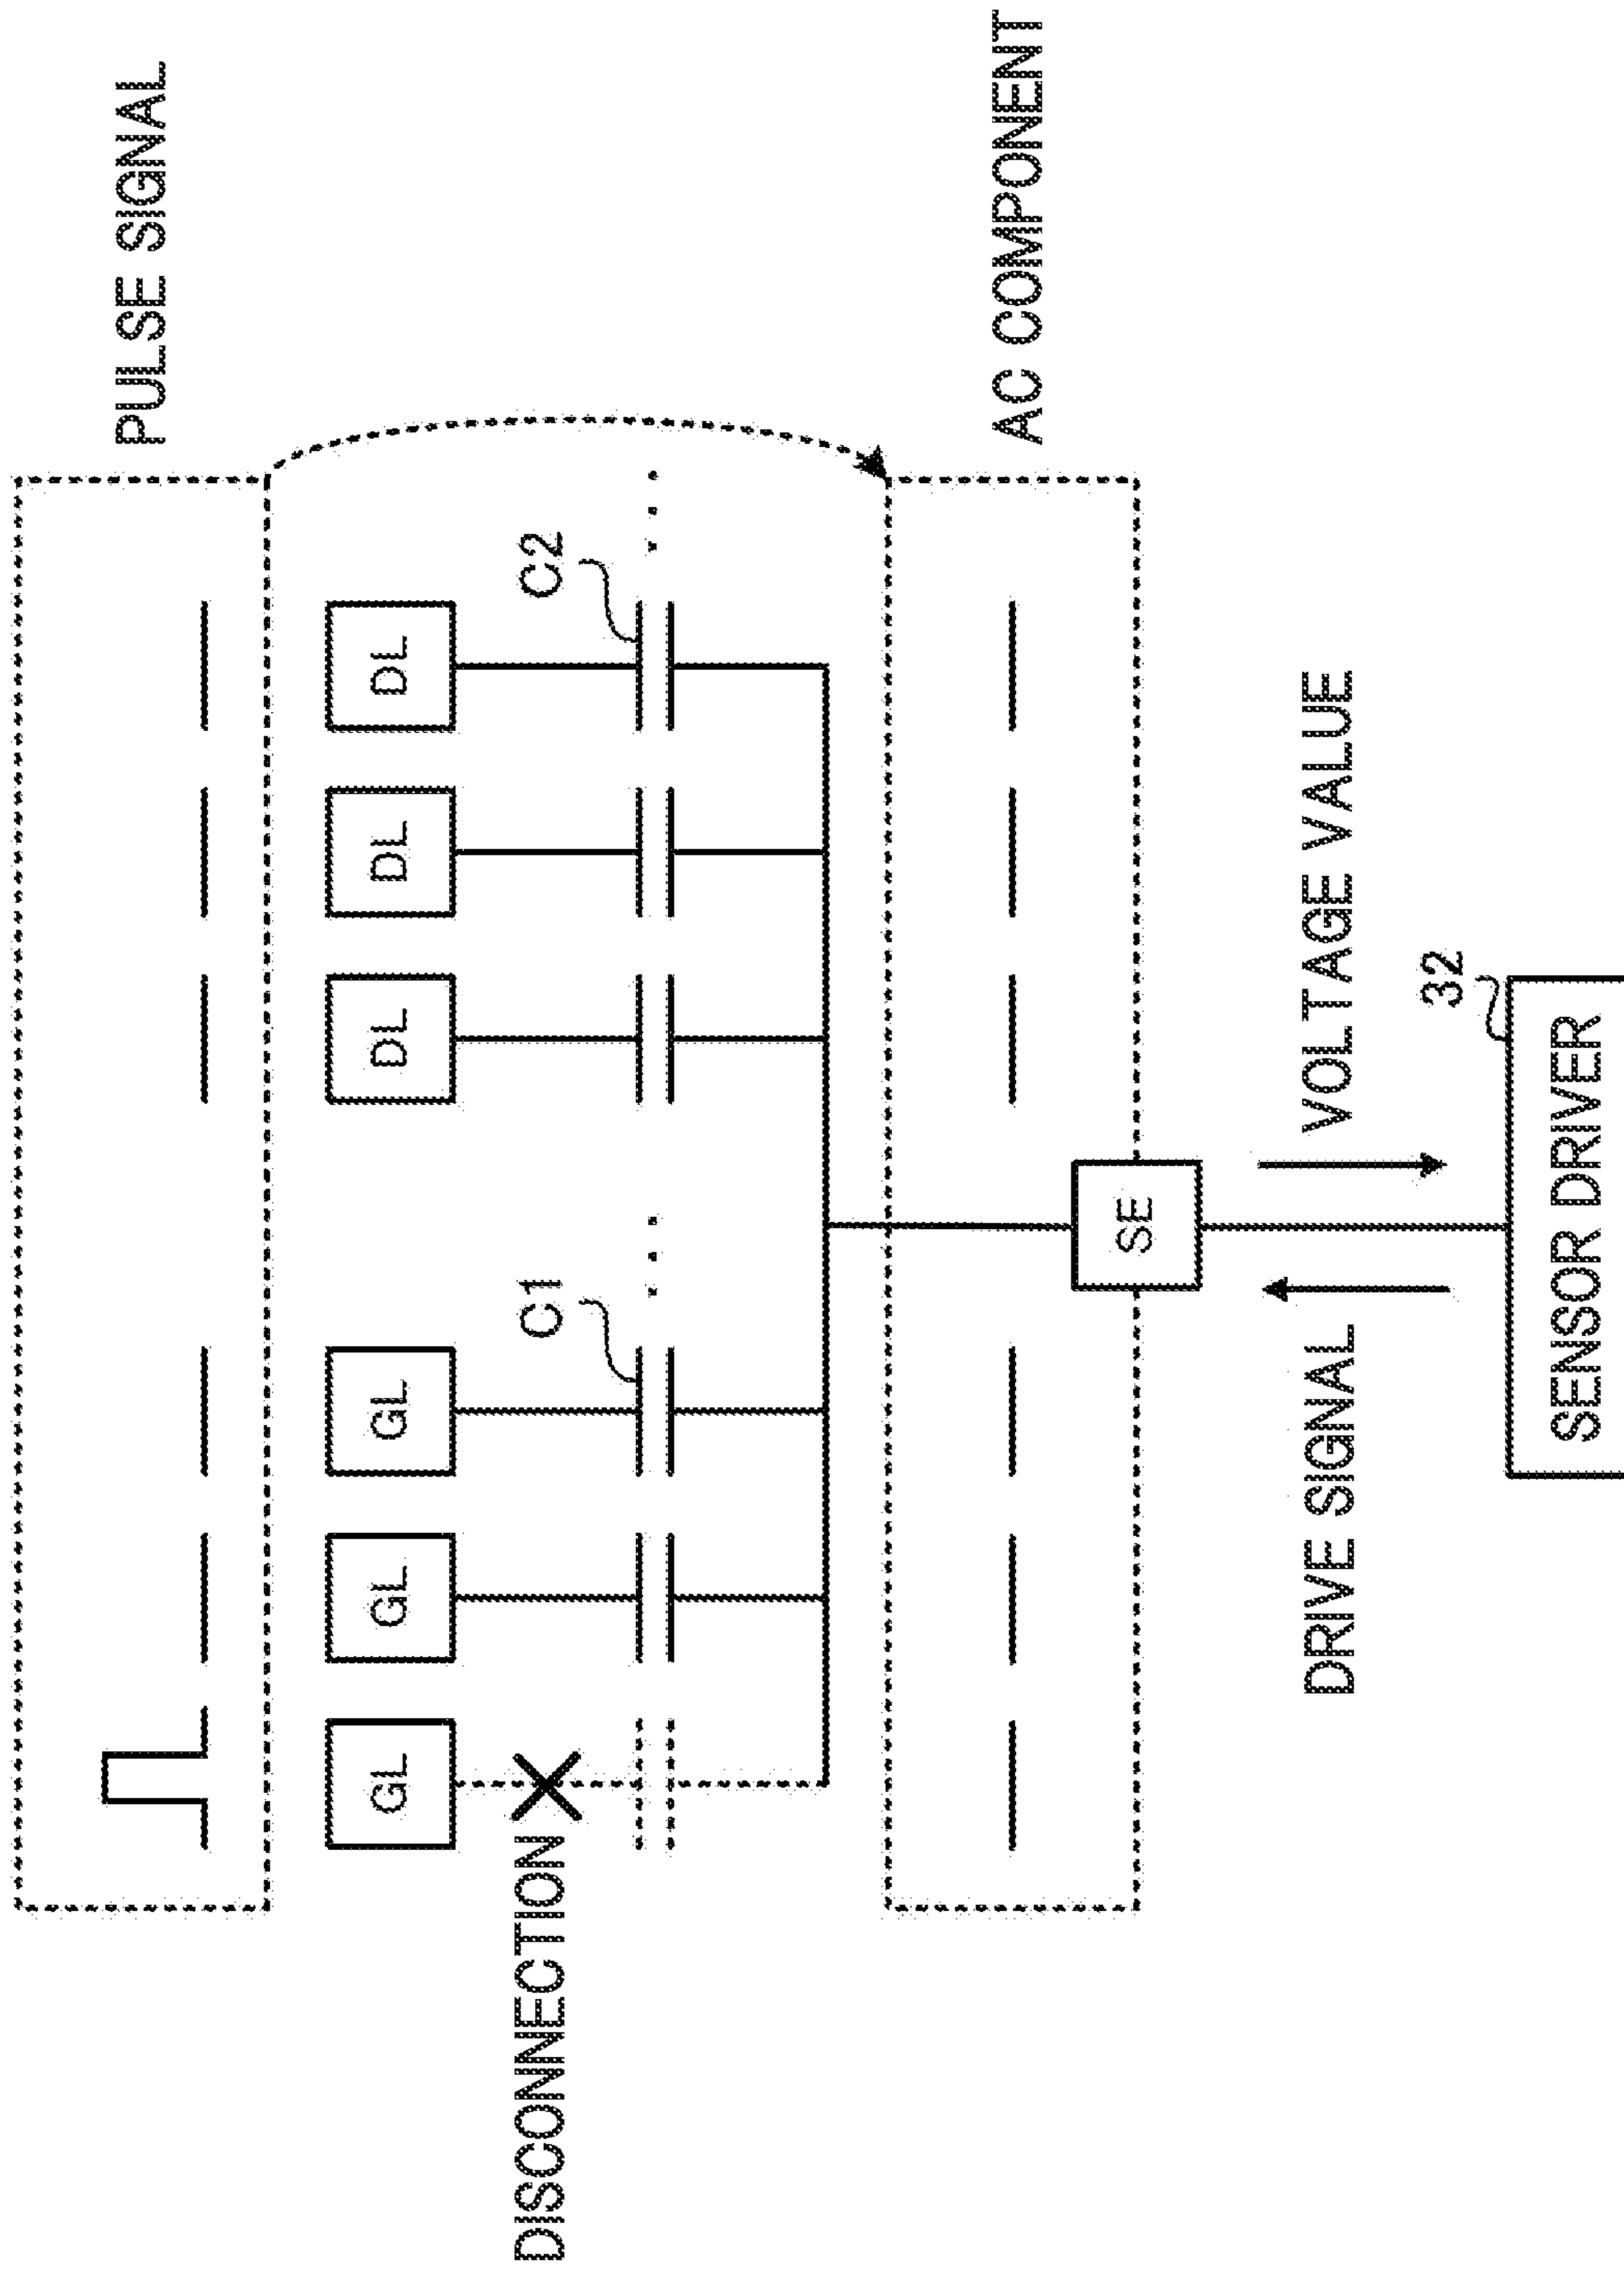 PULSE SIGNAL
GL
GL
GL
DL
DL
DL
DISCONNECTION
C1
C2
AC COMPONENT
SE
DRIVE SIGNAL
VOLTAGE VALUE
32
SENSOR DRIVER